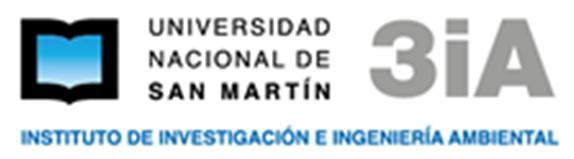 UNIVERSIDAD
NACIONAL DE
SAN MARTÍN
3iA
INSTITUTO DE INVESTIGACIÓN E INGENIERÍA AMBIENTAL